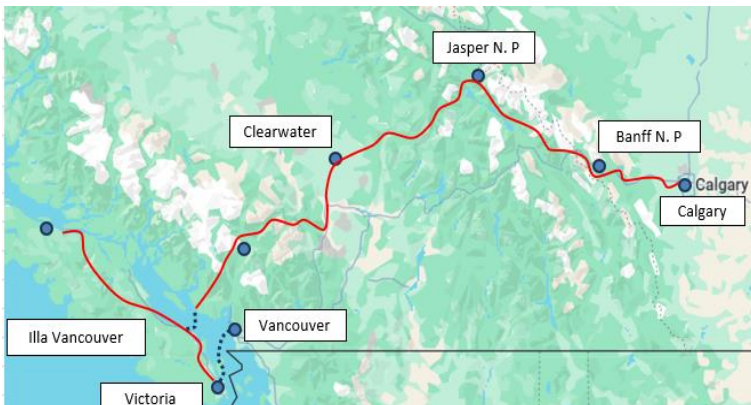 Jasper N. P
Clearwater
Banff N. P
Calgary
Calgary
Illa Vancouver
Vancouver
Victoria